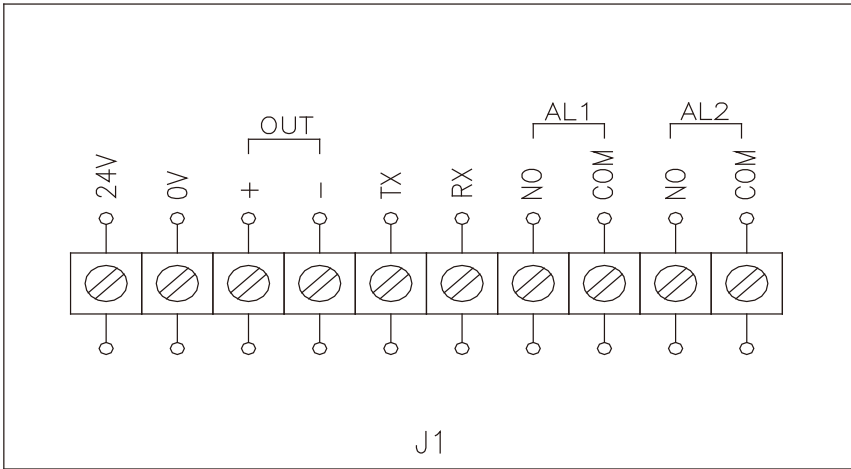 OUT AL1 AL2
24V 0V + - TX RX NO COM NO COM
J1